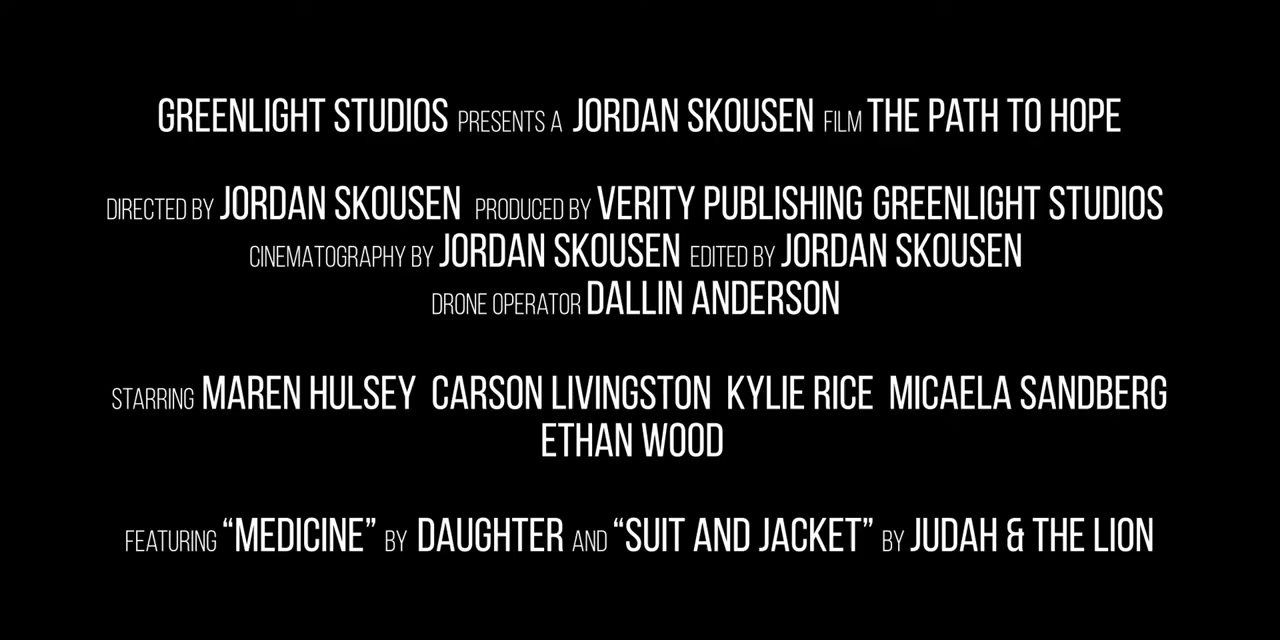 GREENLIGHT STUDIOS PRESENTS A JORDAN SKOUSEN FILM THE PATH TO HOPE
DIRECTED BY JORDAN SKOUSEN PRODUCED BY VERITY PUBLISHING GREENLIGHT STUDIOS
CINEMATOGRAPHY BY JORDAN SKOUSEN EDITED BY JORDAN SKOUSEN
DRONE OPERATOR DALLIN ANDERSON
STARRING MAREN HULSEY CARSON LIVINGSTON KYLIE RICE MICAELA SANDBERG
ETHAN WOOD
FEATURING “MEDICINE” BY DAUGHTER AND “SUIT AND JACKET” BY JUDAH & THE LION